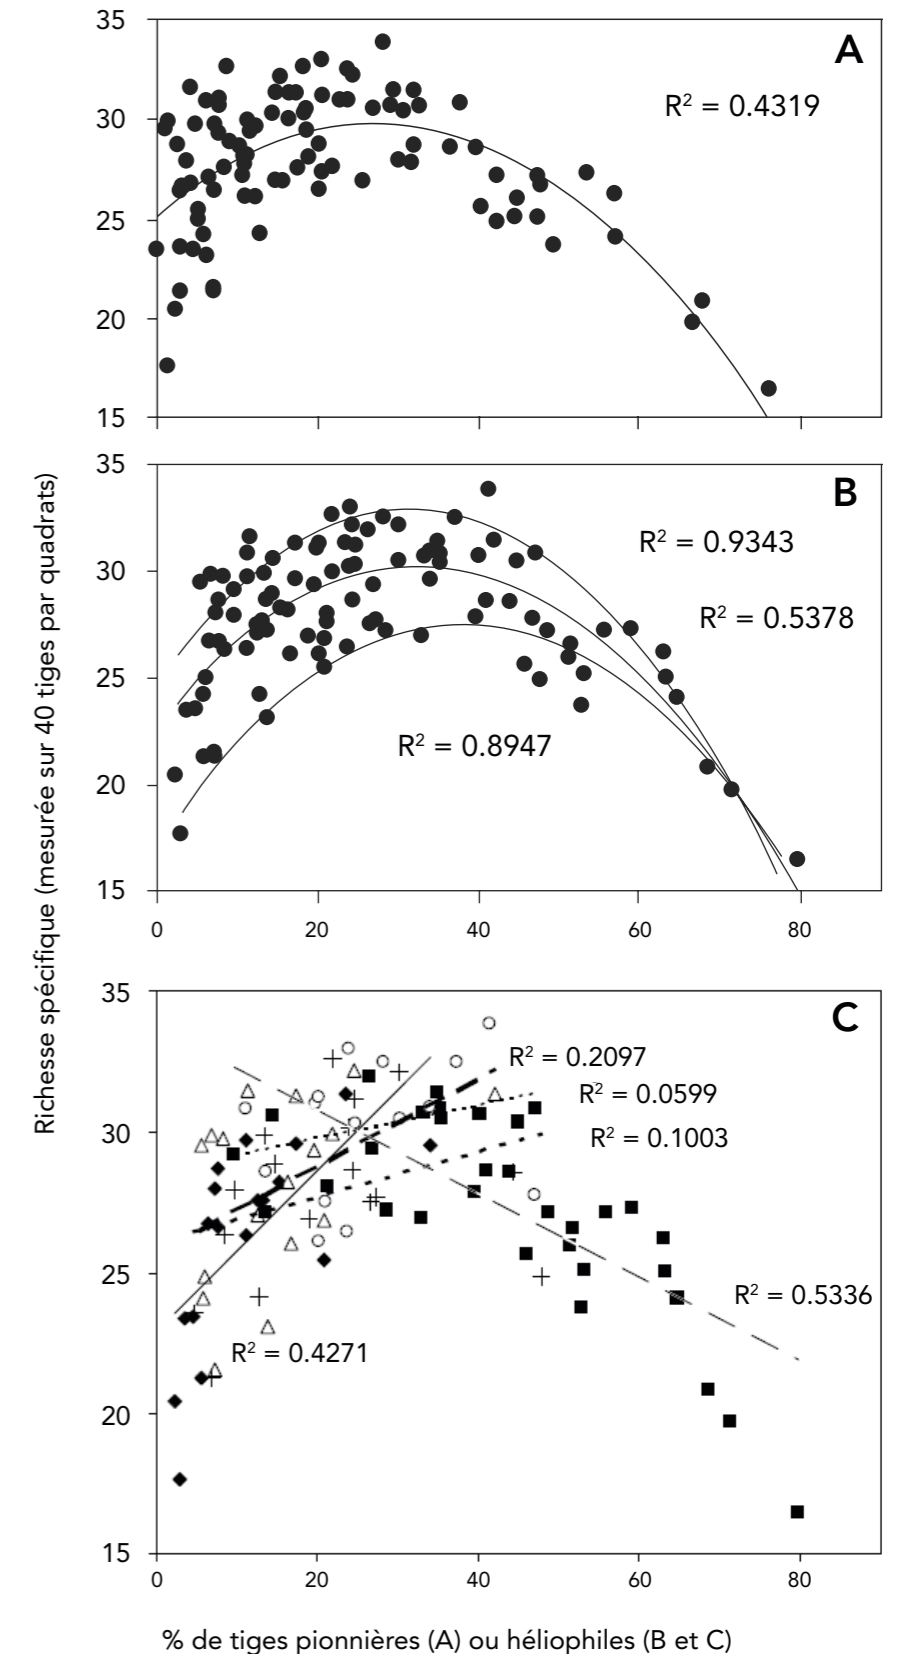 35
A
R² = 0.4319
30
25
20
15
35
B
R² = 0.9343
30
R² = 0.5378
25
R² = 0.8947
20
15
0 20 40 60 80
Richesse spécifique (mesurée sur 40 tiges par quadrats)
35
C
R² = 0.2097
R² = 0.0599
30
R² = 0.1003
25
R² = 0.5336
R² = 0.4271
20
15
0 20 40 60 80
% de tiges pionnières (A) ou héliophiles (B et C)